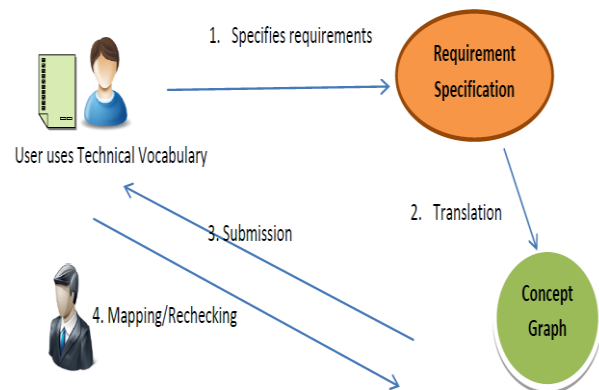 1. Specifies requirements
Requirement
Specification
User uses Technical Vocabulary
2. Translation
3. Submission
Concept
Graph
4. Mapping/Rechecking